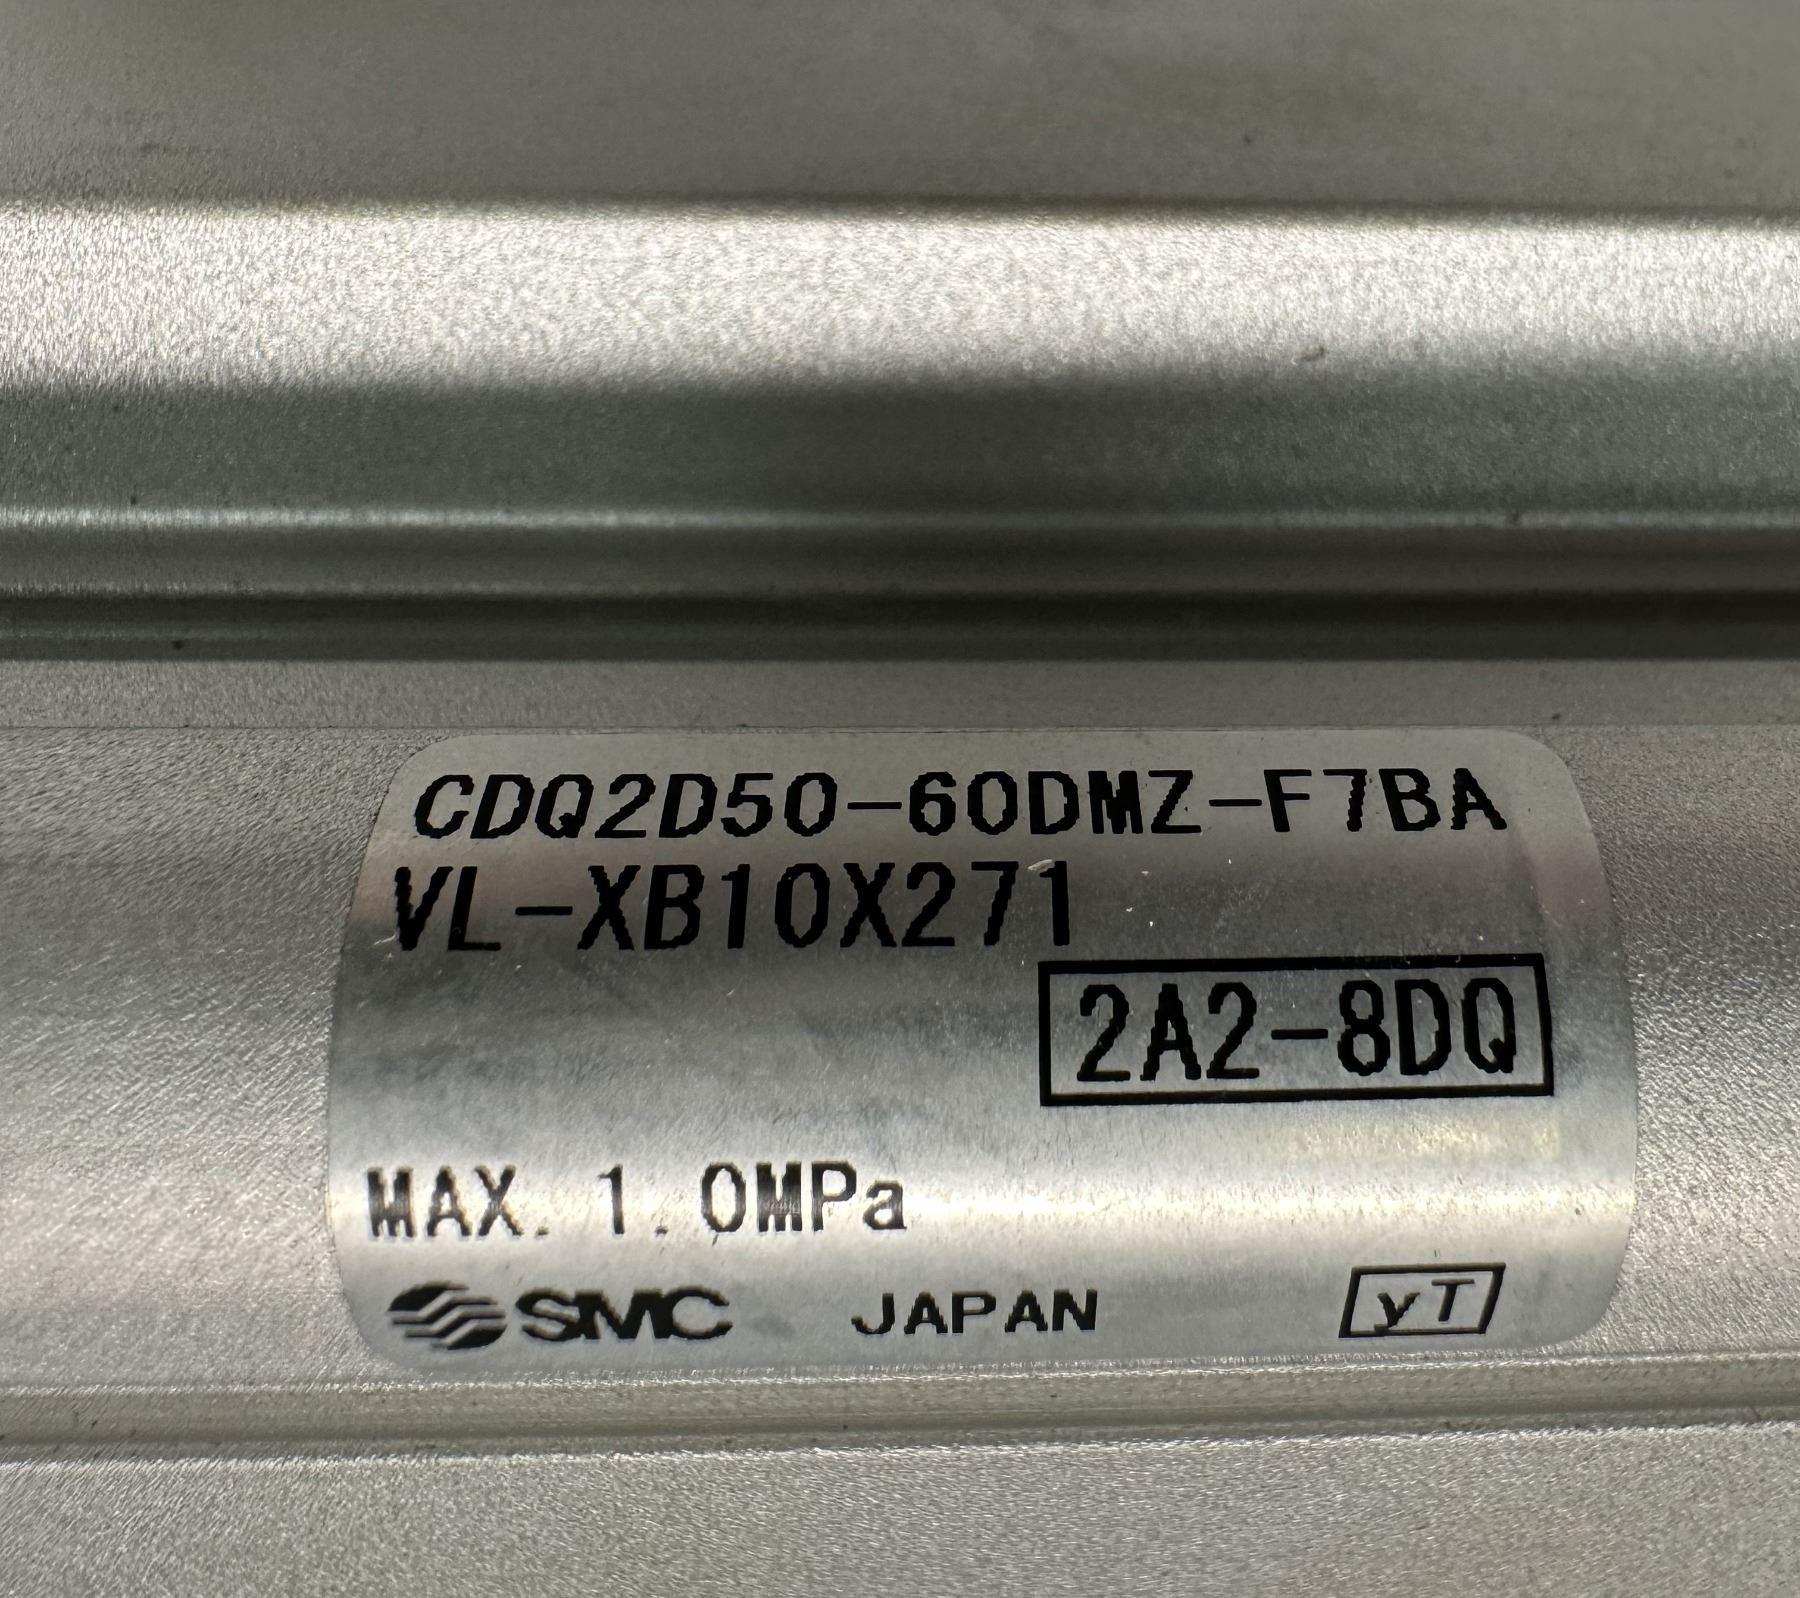 CDQ2D50-60DMZ-F7BA
VL-XB10X271
2A2-8DQ
MAX. 1.0MPa
SMC JAPAN yT